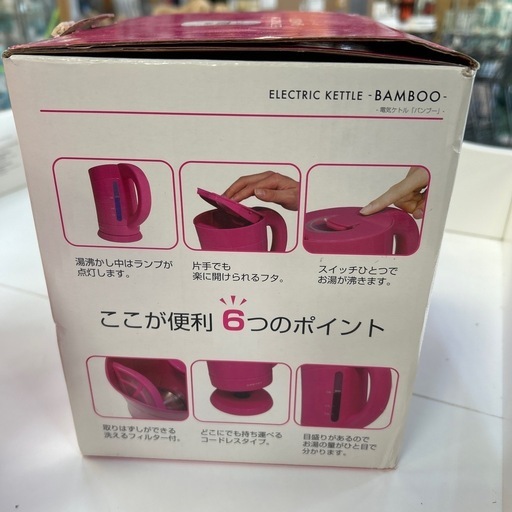 ELECTRIC KETTLE -BAMBOO-
- 電気ケトル「バンブー」-
湯沸かし中はランプが
点灯します。
片手でも
楽に開けられるフタ。
スイッチひとつで
お湯が沸きます。
ここが便利 6つのポイント
取りはずしができる
洗えるフィルター付。
どこにでも持ち運べる
コードレスタイプ。
目盛りがあるので
お湯の量がひと目で
分かります。